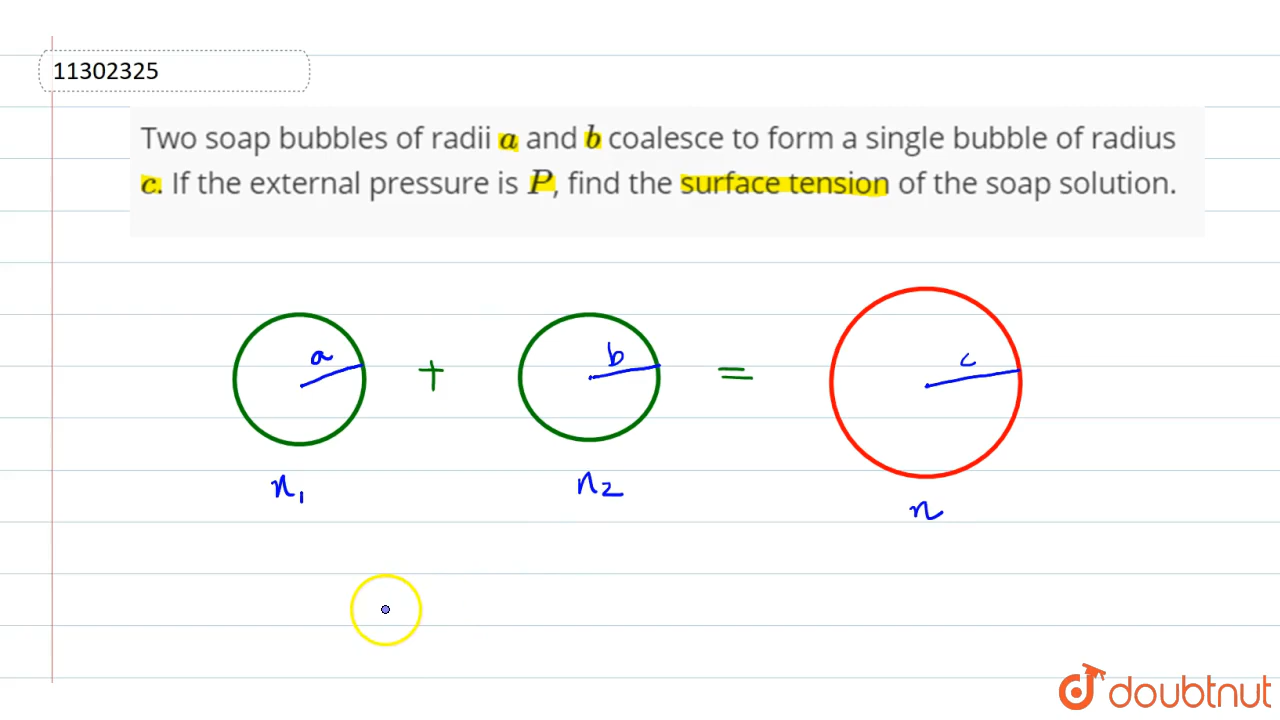 11302325
Two soap bubbles of radii a and b coalesce to form a single bubble of radius
c. If the external pressure is P, find the surface tension of the soap solution.
a + b = c
n₁ n₂ n
doubtnut